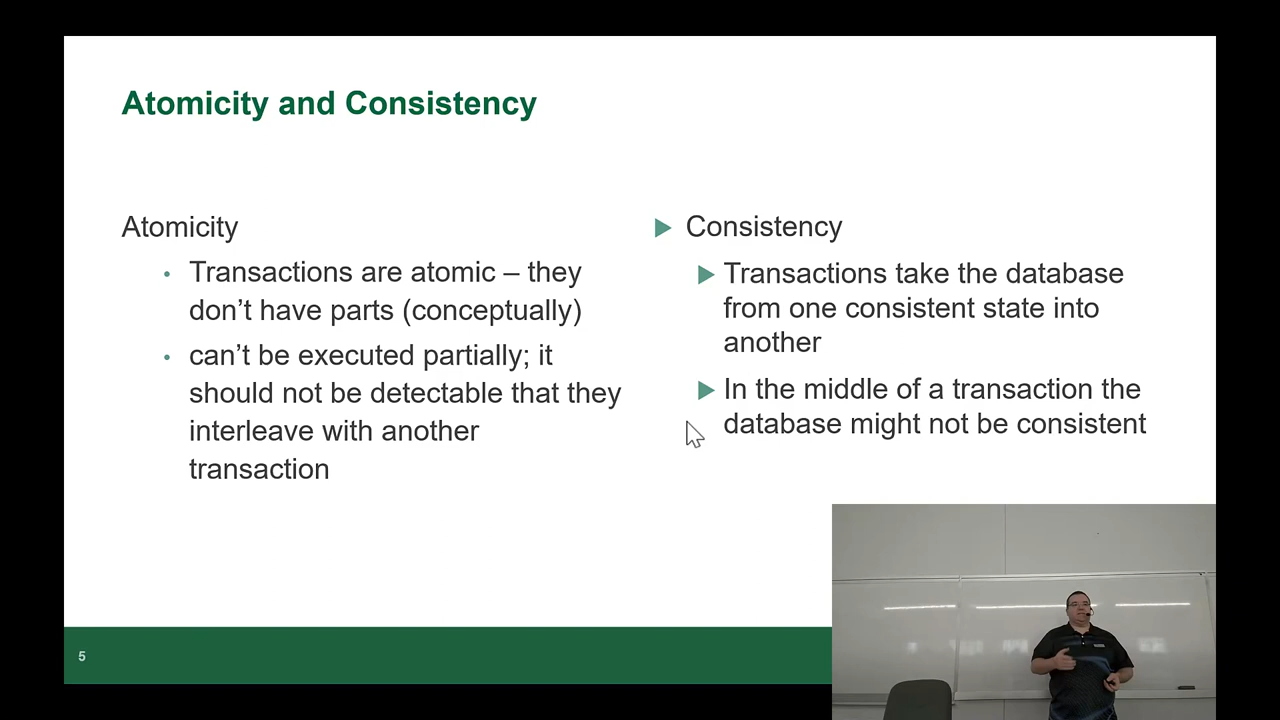 Atomicity and Consistency
Atomicity
• Transactions are atomic – they
don’t have parts (conceptually)
• can’t be executed partially; it
should not be detectable that they
interleave with another
transaction
Consistency
Transactions take the database
from one consistent state into
another
In the middle of a transaction the
database might not be consistent
5